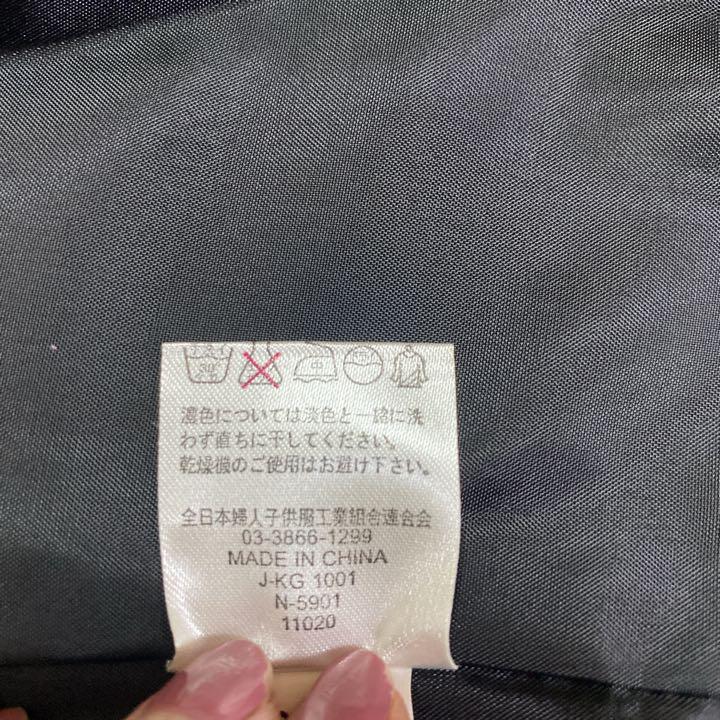 30
中
濃色については淡色と一緒に洗
わず直ちに干してください。
乾燥機のご使用はお避け下さい。
全日本婦人子供服工業組合連合会
03-3866-1299
MADE IN CHINA
J-KG 1001
N-5901
11020